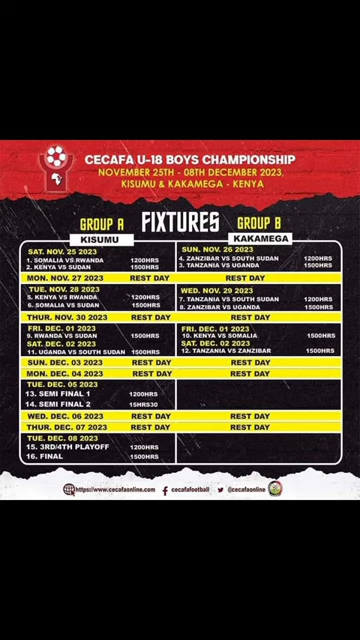 CECAFA U-18 BOYS CHAMPIONSHIP
NOVEMBER 25TH - 08TH DECEMBER 2023,
KISUMU & KAKAMEGA - KENYA
GROUP A FIXTURES GROUP B
KISUMU KAKAMEGA
SAT. NOV. 25 2023
1. SOMALIA VS RWANDA 1200HRS
2. KENYA VS SUDAN 1500HRS
SUN. NOV. 26 2023
4. ZANZIBAR VS SOUTH SUDAN 1200HRS
3. TANZANIA VS UGANDA 1500HRS
MON. NOV. 27 2023 REST DAY REST DAY
TUE. NOV. 28 2023
5. KENYA VS RWANDA 1200HRS
6. SOMALIA VS SUDAN 1500HRS
WED. NOV. 29 2023
7. TANZANIA VS SOUTH SUDAN 1200HRS
8. ZANZIBAR VS UGANDA 1500HRS
THUR. NOV. 30 2023 REST DAY REST DAY
FRI. DEC. 01 2023
9. RWANDA VS SUDAN 1500HRS
SAT. DEC. 02 2023
11. UGANDA VS SOUTH SUDAN 1500HRS
FRI. DEC. 01 2023
10. KENYA VS SOMALIA 1500HRS
SAT. DEC. 02 2023
12. TANZANIA VS ZANZIBAR 1500HRS
SUN. DEC. 03 2023 REST DAY REST DAY
MON. DEC. 04 2023 REST DAY REST DAY
TUE. DEC. 05 2023
13. SEMI FINAL 1 1200HRS
14. SEMI FINAL 2 15HRS30
WED. DEC. 06 2023 REST DAY REST DAY
THUR. DEC. 07 2023 REST DAY REST DAY
TUE. DEC. 08 2023
15. 3RD/4TH PLAYOFF 1200HRS
16. FINAL 1500HRS
https://www.cecafaonline.com cecafafootball @cecafaonline